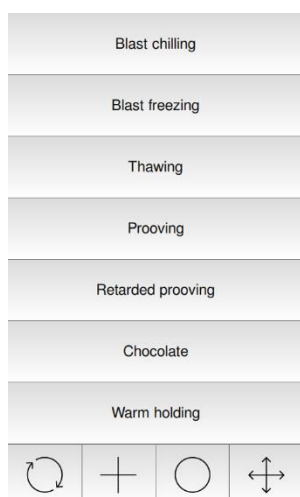 Blast chilling
Blast freezing
Thawing
Prooving
Retarded prooving
Chocolate
Warm holding